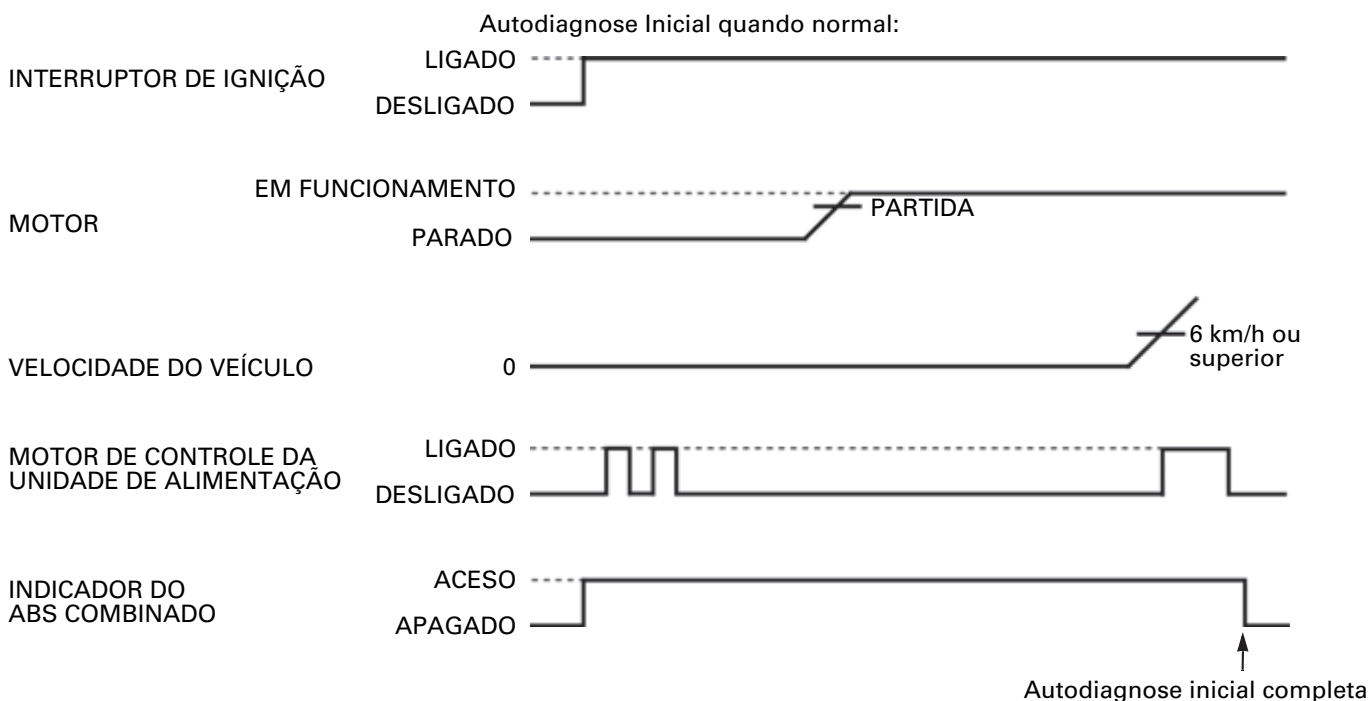 Autodiagnose Inicial quando normal:
INTERRUPTOR DE IGNIÇÃO
LIGADO
DESLIGADO
MOTOR
EM FUNCIONAMENTO
PARADO
PARTIDA
VELOCIDADE DO VEÍCULO
0
6 km/h ou
superior
MOTOR DE CONTROLE DA
UNIDADE DE ALIMENTAÇÃO
LIGADO
DESLIGADO
INDICADOR DO
ABS COMBINADO
ACESO
APAGADO
Autodiagnose inicial completa